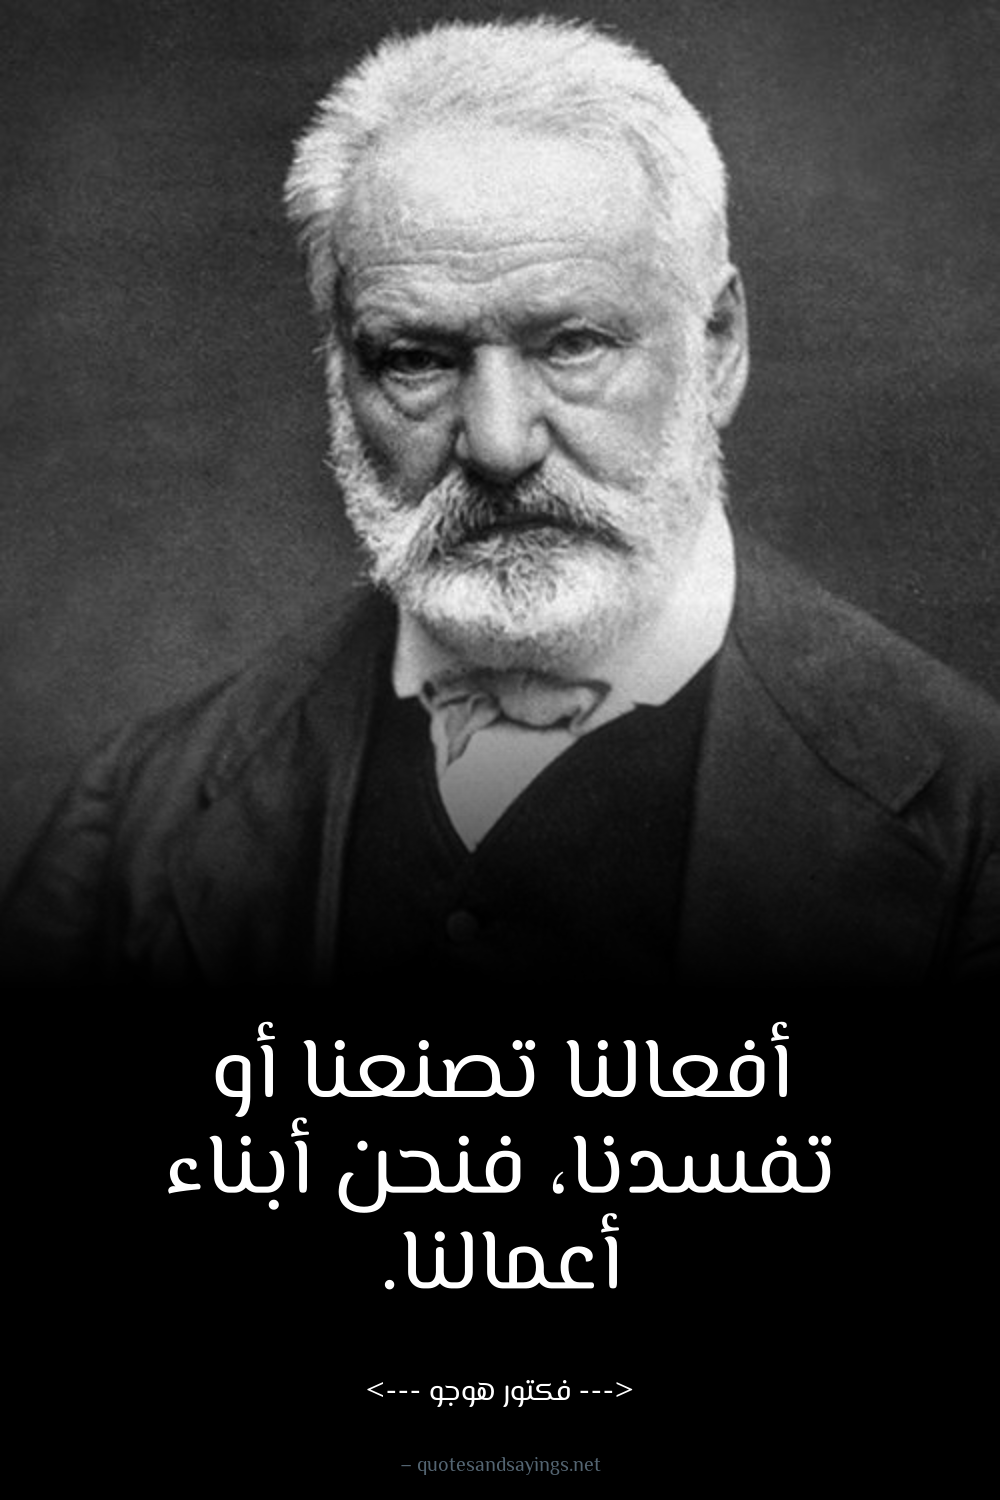 أفعالنا تصنعنا أو
تفسدنا، فنحن أبناء
أعمالنا.
<--- فكتور هوجو --->
– quotesandsayings.net